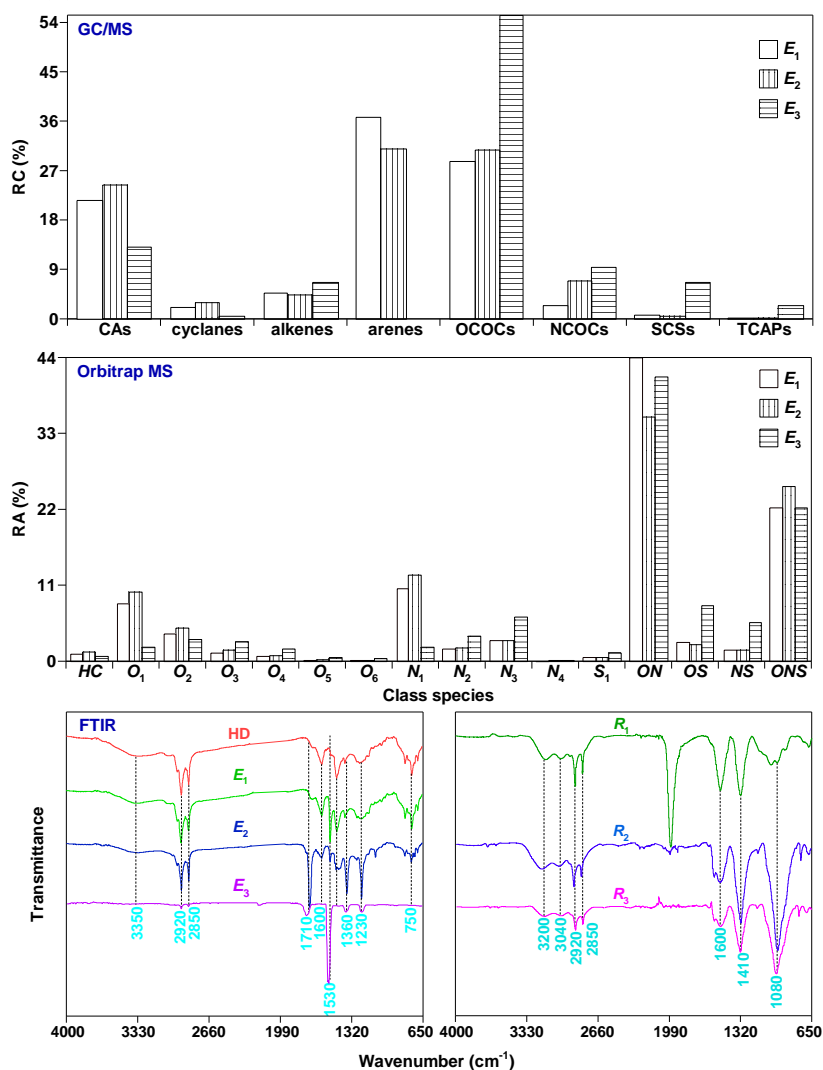 GC/MS
RC (%)
54
45
36
27
18
9
0
E1
E2
E3
CAs cyclanes alkenes arenes OCOCs NCOCs SCSs TCAPs
Orbitrap MS
RA (%)
44
33
22
11
0
E1
E2
E3
HC O1 O2 O3 O4 O5 O6 N1 N2 N3 N4 S1 ON OS NS ONS
Class species
FTIR
Transmittance
HD
E1
E2
E3
3350
2920
2850
1710
1600
1530
1360
1230
750
4000 3330 2660 1990 1320 650
R1
R2
R3
3200
3040
2920
2850
1600
1410
1080
4000 3330 2660 1990 1320 650
Wavenumber (cm-1)